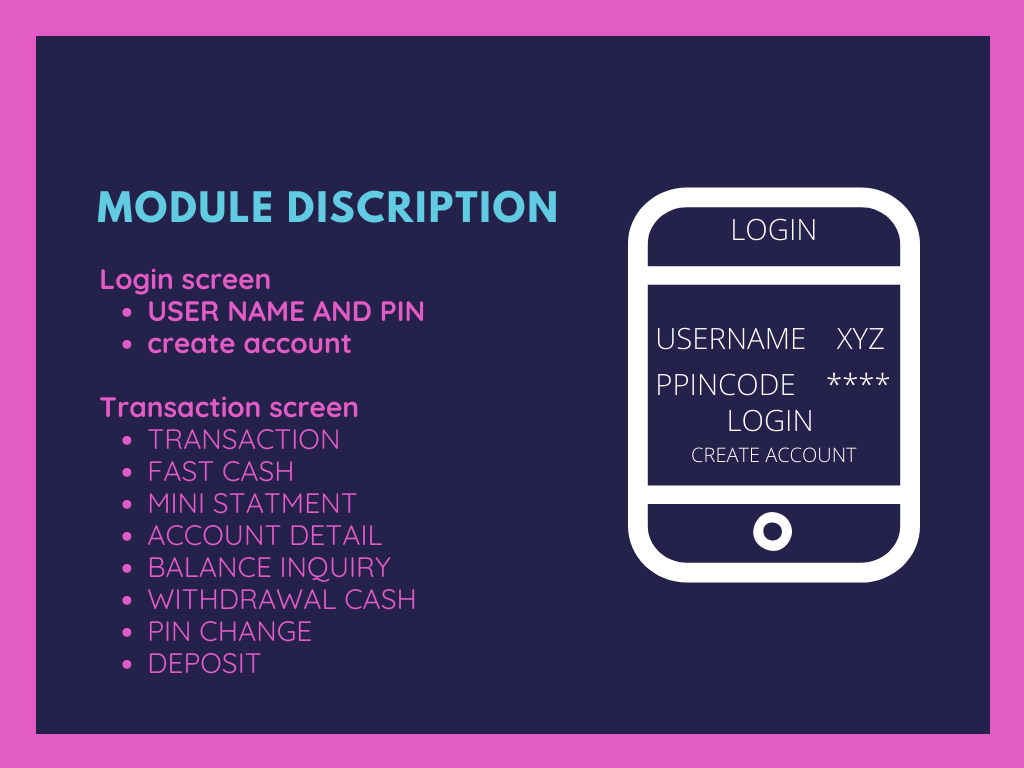 MODULE DISCRIPTION
Login screen
• USER NAME AND PIN
• create account
Transaction screen
• TRANSACTION
• FAST CASH
• MINI STATMENT
• ACCOUNT DETAIL
• BALANCE INQUIRY
• WITHDRAWAL CASH
• PIN CHANGE
• DEPOSIT
LOGIN
USERNAME XYZ
PPINCODE ****
LOGIN
CREATE ACCOUNT